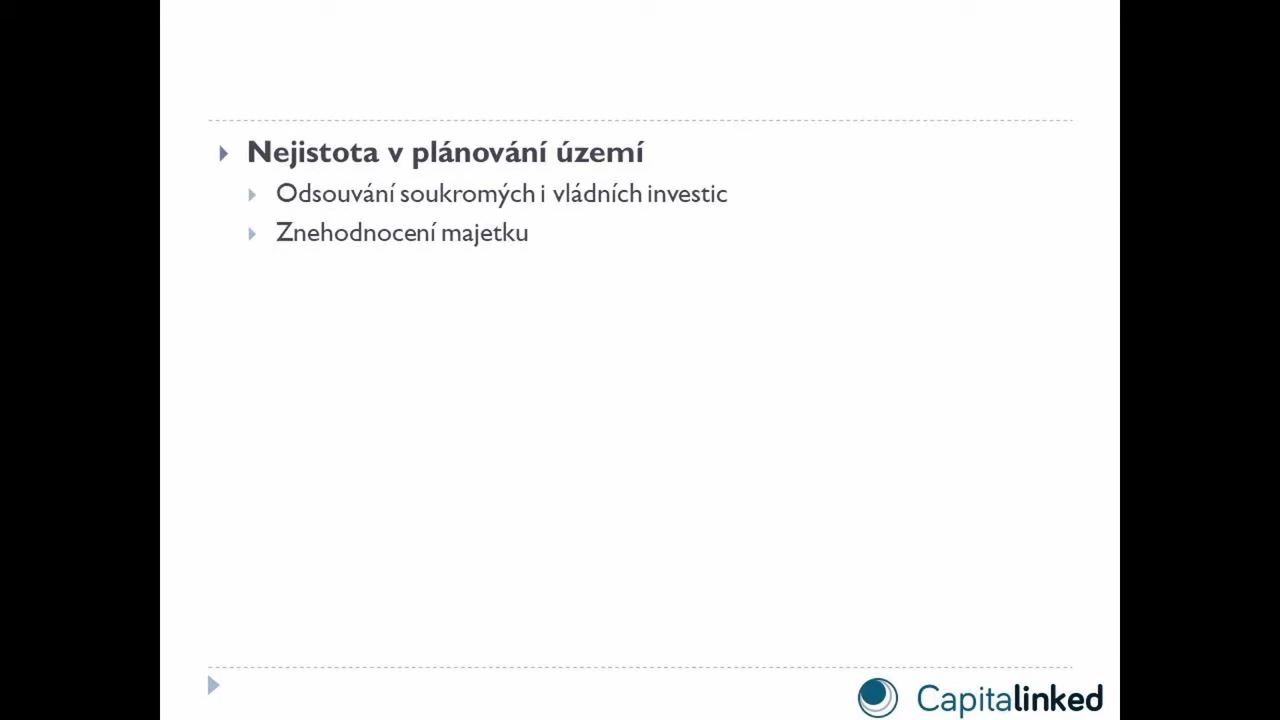 Nejistota v plánování území
Odsouvání soukromých i vládních investic
Znehodnocení majetku
Capitalinked